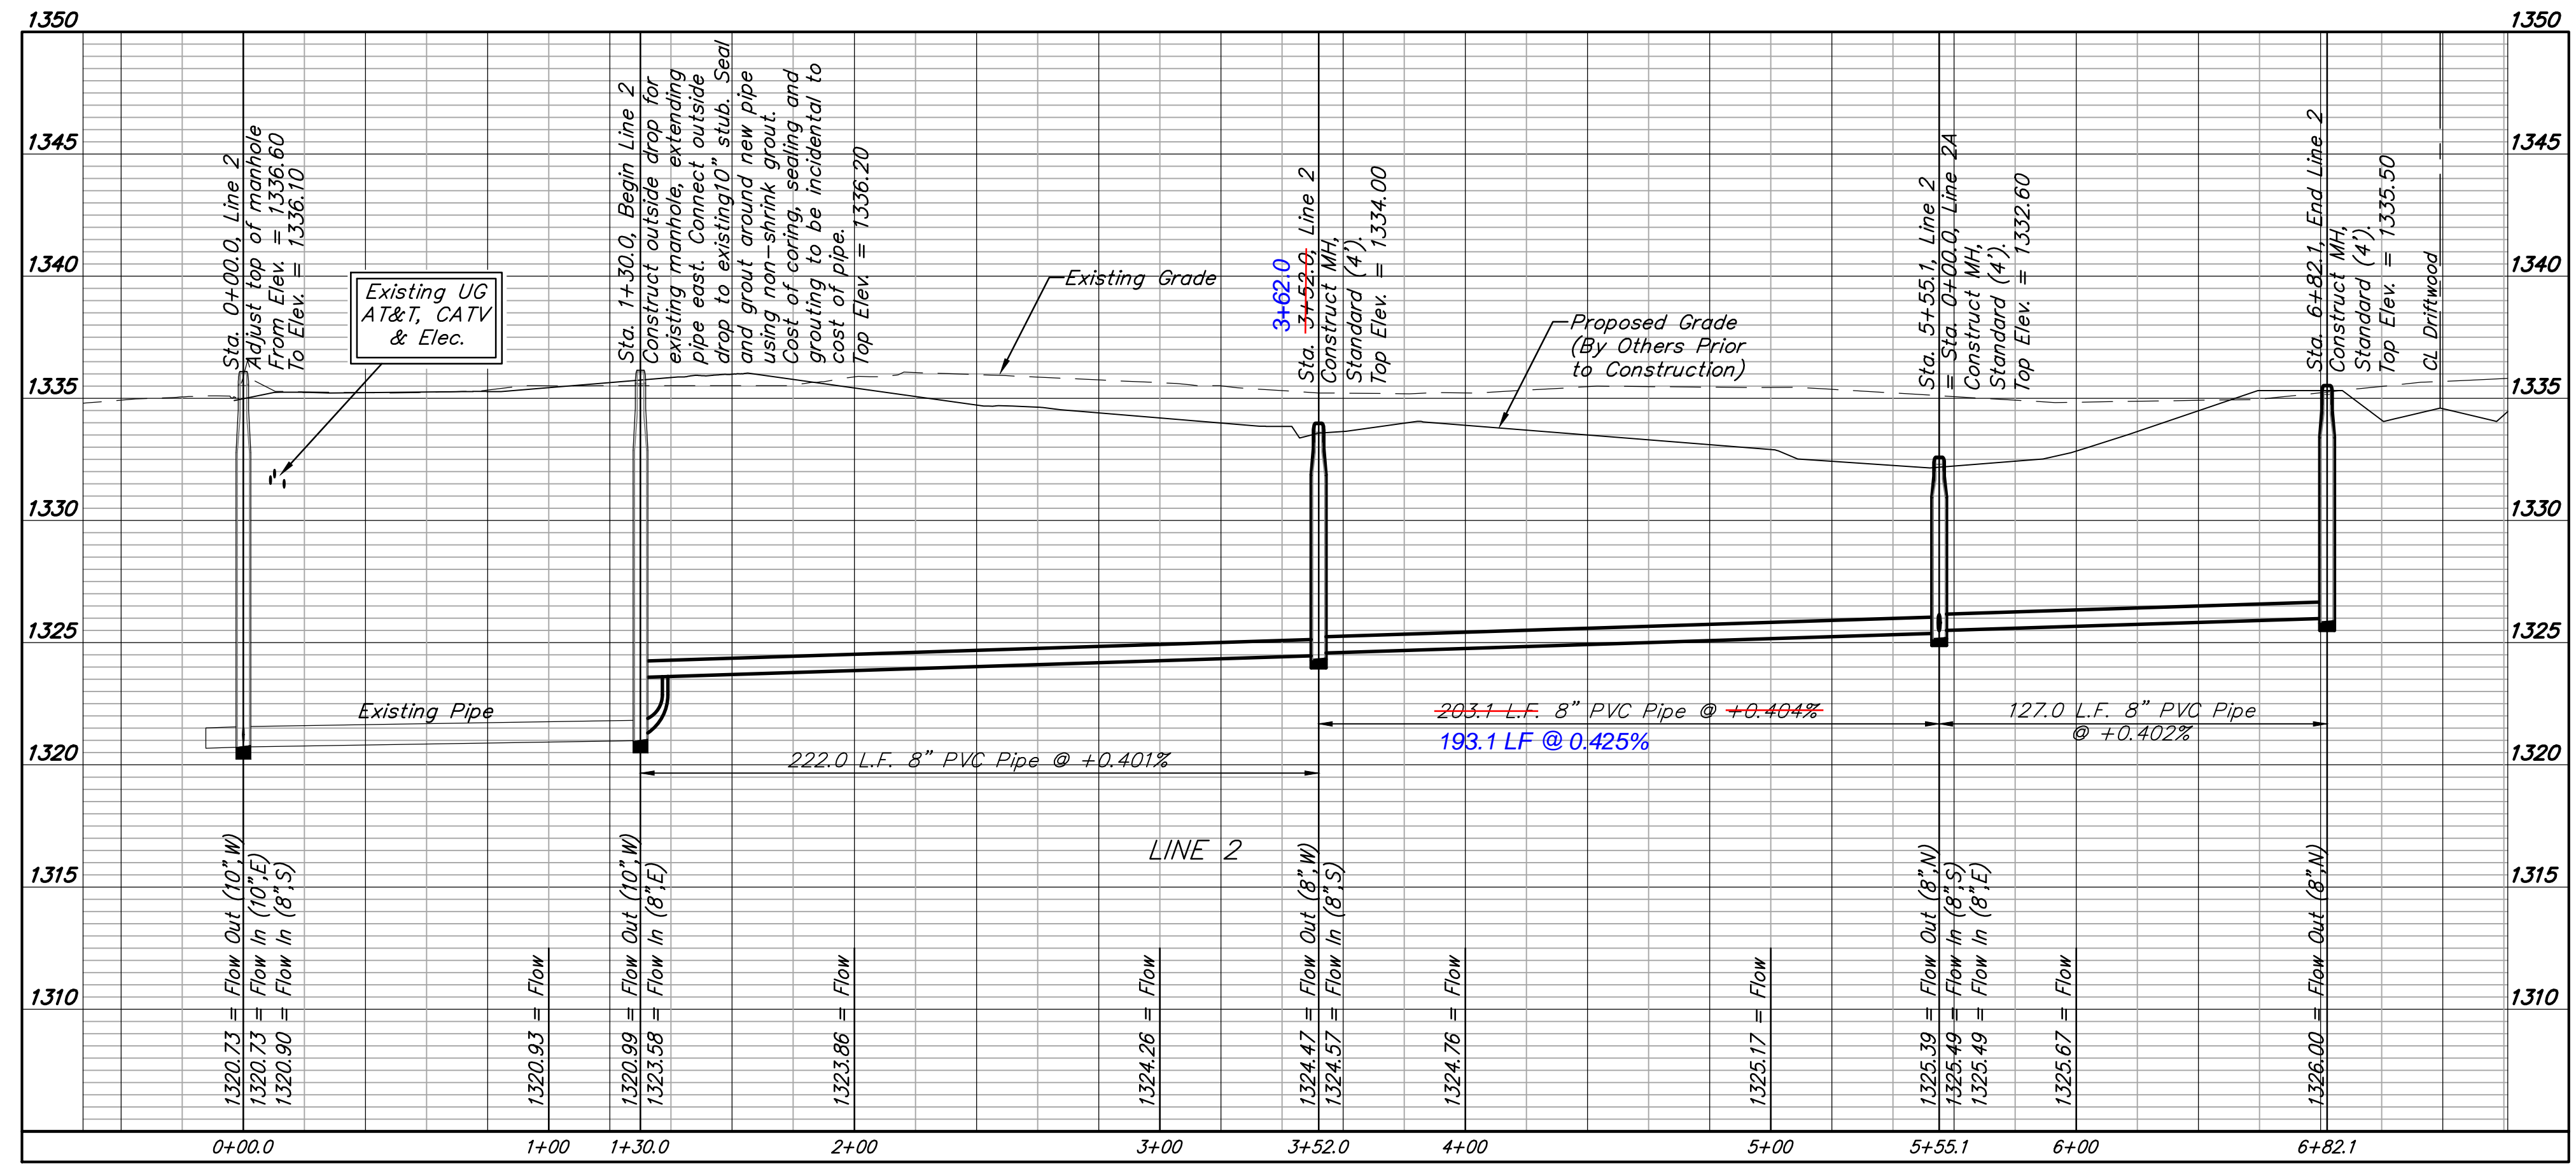 1350
1350
1345
1345
1340
1340
1335
1335
1330
1330
1325
1325
1320
1320
1315
1315
1310
1310
Sta. 0+00.0, Line 2
Adjust top of manhole
From Elev. = 1336.60
To Elev. = 1336.10
Existing UG
AT&T, CATV
& Elec.
Sta. 1+30.0, Begin Line 2
Construct outside drop for
existing manhole, extending
pipe east. Connect outside
drop to existing10" stub. Seal
and grout around new pipe
using non-shrink grout.
Cost of coring, sealing and
grouting to be incidental to
cost of pipe.
Top Elev. = 1336.20
Existing Grade
3+62.0
Sta. 3+52.0, Line 2
Construct MH,
Standard (4').
Top Elev. = 1334.00
Proposed Grade
(By Others Prior
to Construction)
Sta. 5+55.1, Line 2
= Sta. 0+00.0, Line 2A
Construct MH,
Standard (4').
Top Elev. = 1332.60
Sta. 6+82.1, End Line 2
Construct MH,
Standard (4').
Top Elev. = 1335.50
CL Driftwood
Existing Pipe
222.0 L.F. 8" PVC Pipe @ +0.401%
203.1 L.F. 8" PVC Pipe @ +0.404%
193.1 LF @ 0.425%
127.0 L.F. 8" PVC Pipe
@ +0.402%
LINE 2
1320.73 = Flow Out (10",W)
1320.73 = Flow In (10",E)
1320.90 = Flow In (8",S)
1320.93 = Flow
1320.99 = Flow Out (10",W)
1323.58 = Flow In (8",E)
1323.86 = Flow
1324.26 = Flow
1324.47 = Flow Out (8",W)
1324.57 = Flow In (8",S)
1324.76 = Flow
1325.17 = Flow
1325.39 = Flow Out (8",N)
1325.49 = Flow In (8",S)
1325.49 = Flow In (8",E)
1325.67 = Flow
1326.00 = Flow Out (8",N)
0+00.0
1+00
1+30.0
2+00
3+00
3+52.0
4+00
5+00
5+55.1
6+00
6+82.1